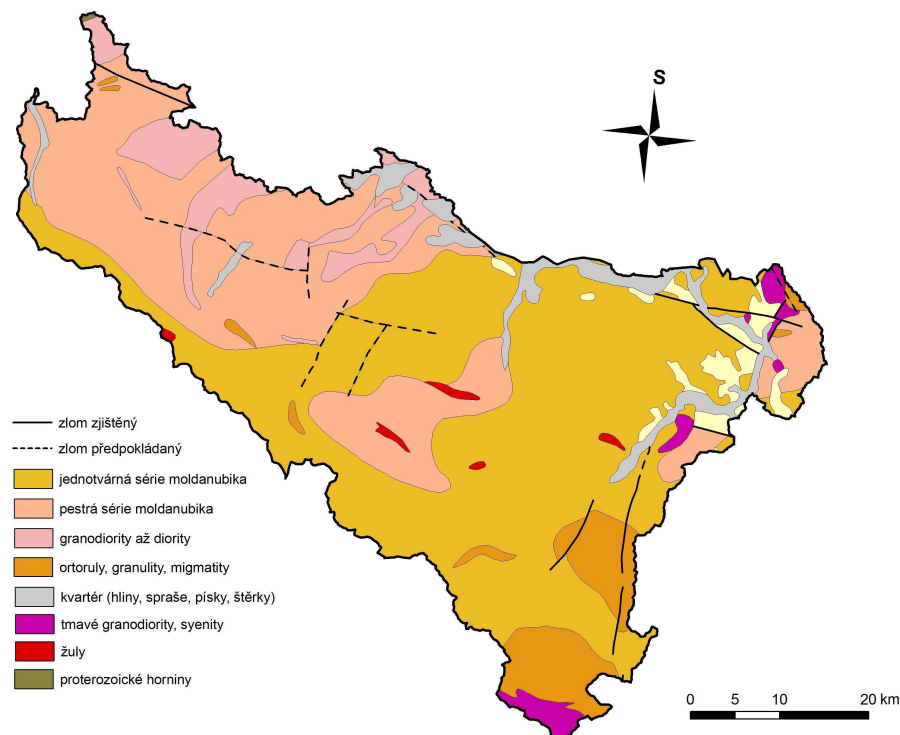 S
zlom zjištěný
zlom předpokládaný
jednotvárná série moldanubika
pestrá série moldanubika
granodiority až diority
ortoruly, granulity, migmatity
kvartér (hliny, spraše, písky, štěrky)
tmavé granodiority, syenity
žuly
proterozoické horniny
0 5 10 20 km